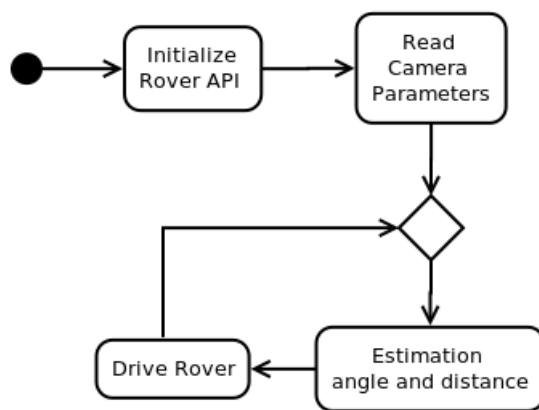 Initialize
Rover API
Read
Camera
Parameters
Estimation
angle and distance
Drive Rover